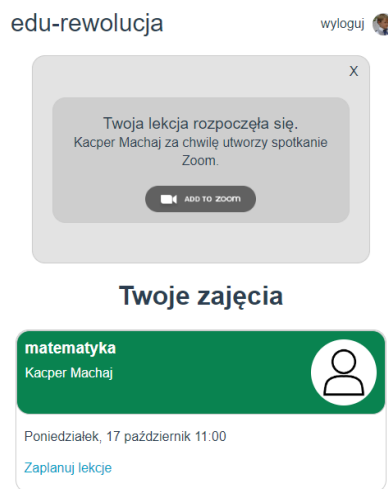 edu-rewolucja
wyloguj
X
Twoja lekcja rozpoczęła się.
Kacper Machaj za chwilę utworzy spotkanie
Zoom.
ADD TO zoom
Twoje zajęcia
matematyka
Kacper Machaj
Poniedziałek, 17 październik 11:00
Zaplanuj lekcje